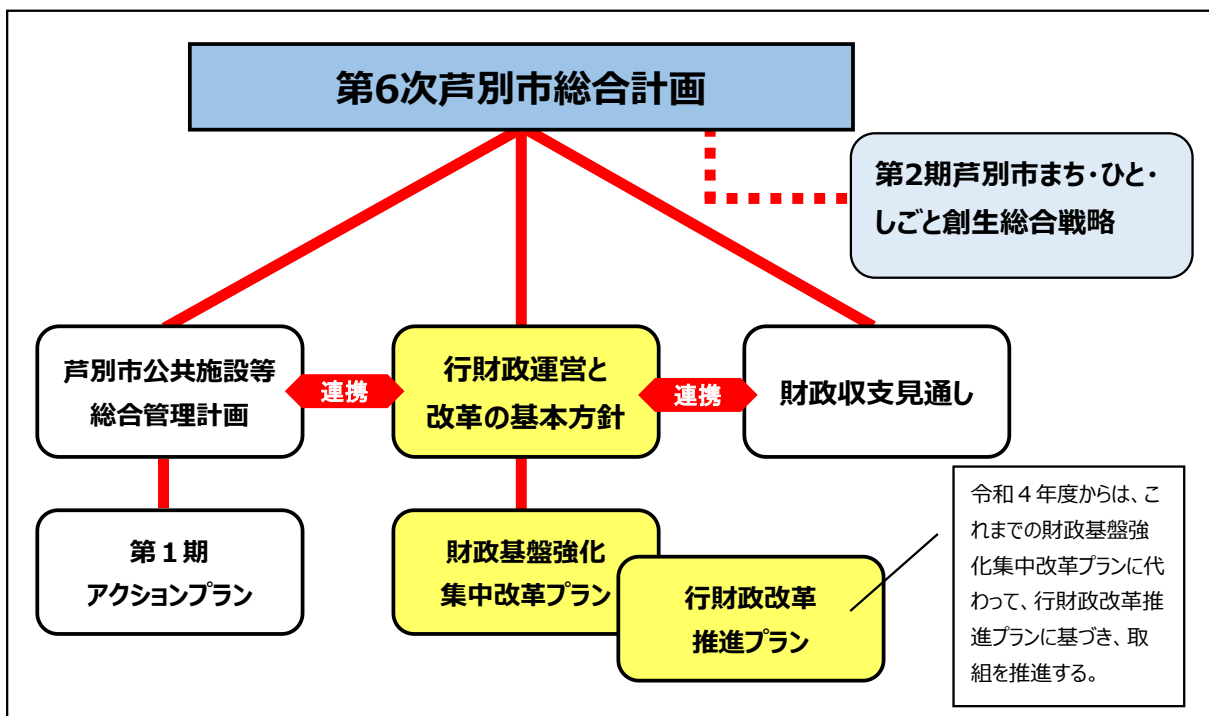 第6次芦別市総合計画
第2期芦別市まち・ひと・
しごと創生総合戦略
芦別市公共施設等
総合管理計画
連携
行財政運営と
改革の基本方針
連携
財政収支見通し
第１期
アクションプラン
財政基盤強化
集中改革プラン
行財政改革
推進プラン
令和４年度からは、こ
れまでの財政基盤強
化集中改革プランに代
わって、行財政改革推
進プランに基づき、取
組を推進する。